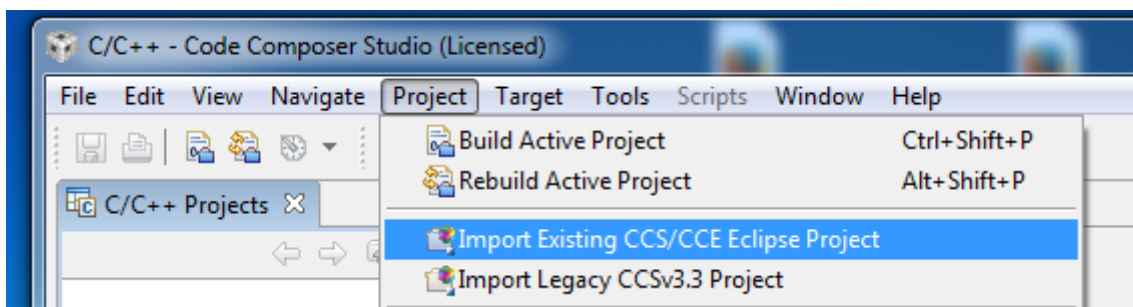 C/C++ - Code Composer Studio (Licensed)
File Edit View Navigate Project Target Tools Scripts Window Help
Build Active Project Ctrl+Shift+P
Rebuild Active Project Alt+Shift+P
C/C++ Projects
Import Existing CCS/CCE Eclipse Project
Import Legacy CCSv3.3 Project